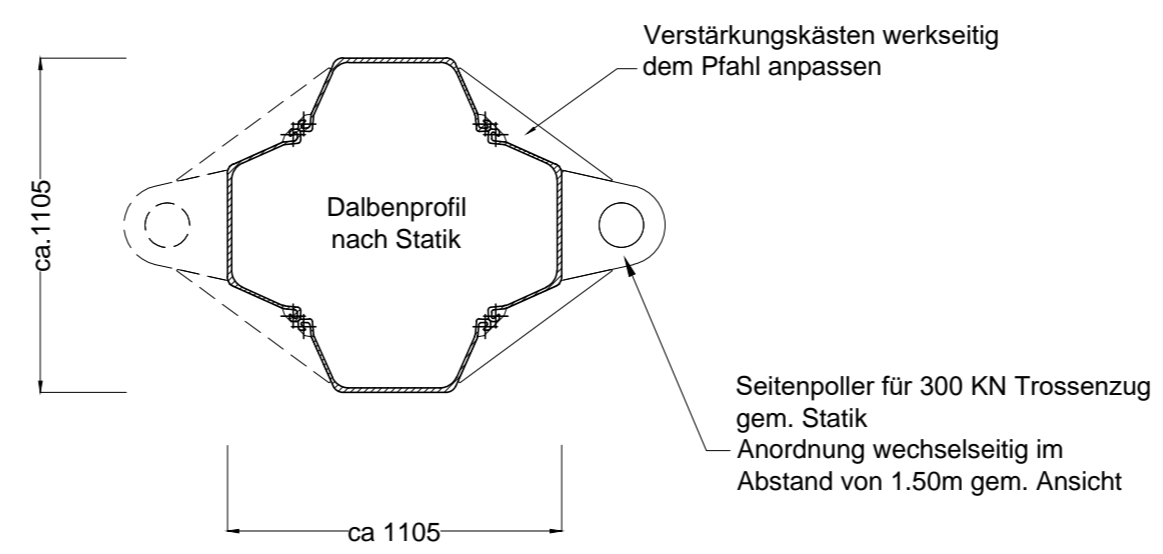 Verstärkungskästen werkseitig
dem Pfahl anpassen
ca.1105
Dalbenprofil
nach Statik
Seitenpoller für 300 KN Trossenzug
gem. Statik
Anordnung wechselseitig im
Abstand von 1.50m gem. Ansicht
ca 1105